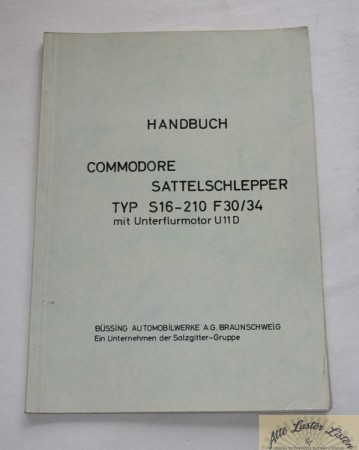 HANDBUCH
COMMODORE
SATTELSCHLEPPER
TYP S16-210 F30/34
mit Unterflurmotor U11D
BÜSSING AUTOMOBILWERKE A.G. BRAUNSCHWEIG
Ein Unternehmen der Salzgitter-Gruppe
Alte Laster Listen